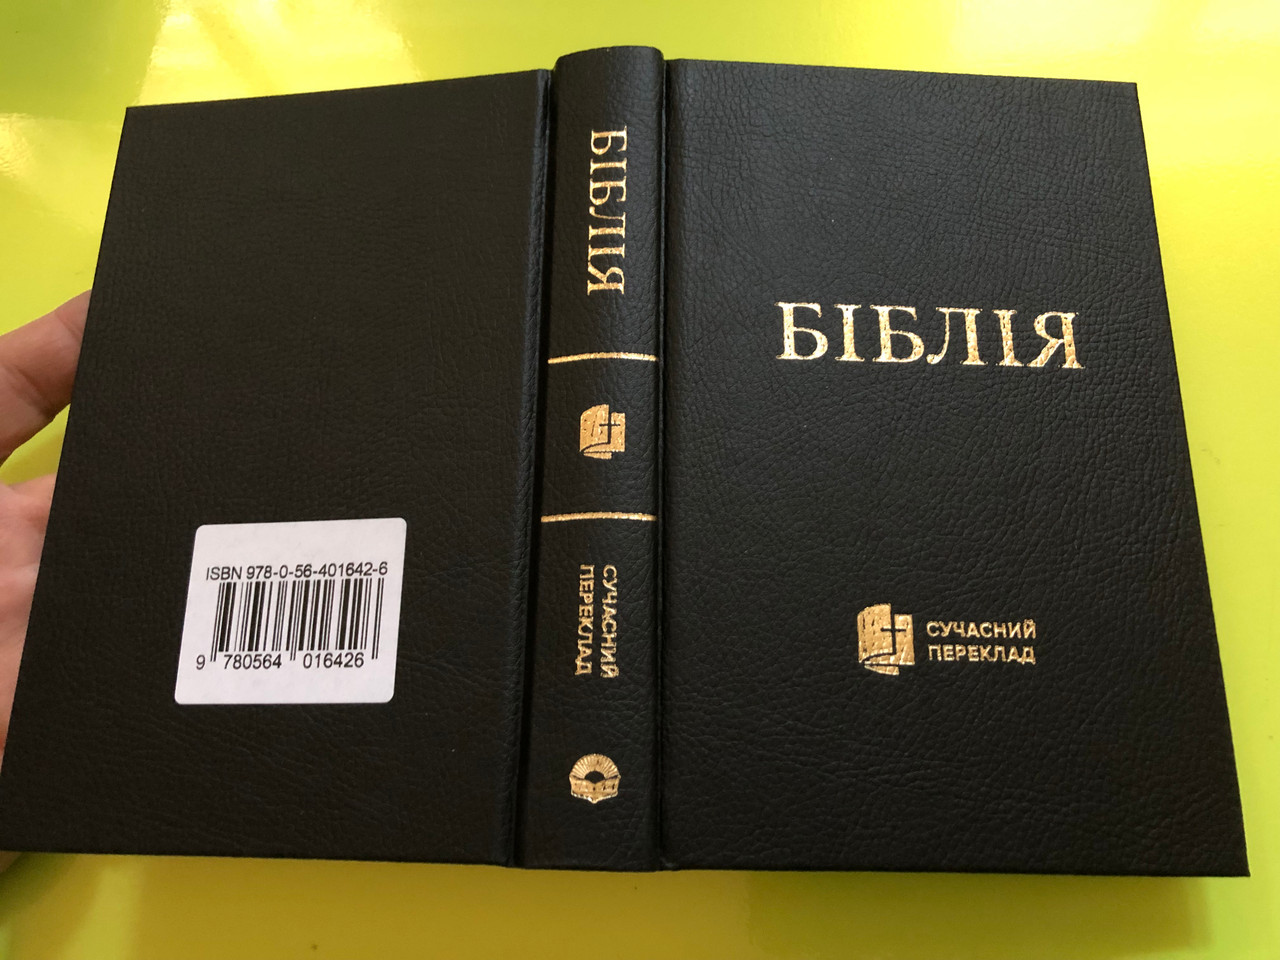 ISBN 978-0-56-401642-6
9 780564 016426
БІБЛІЯ
СУЧАСНИЙ
ПЕРЕКЛАД
БІБЛІЯ
СУЧАСНИЙ
ПЕРЕКЛАД